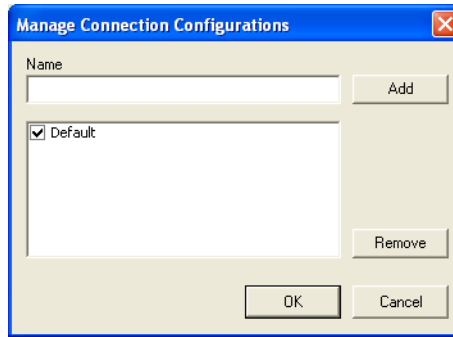 Manage Connection Configurations
Name
Add
Default
Remove
OK
Cancel